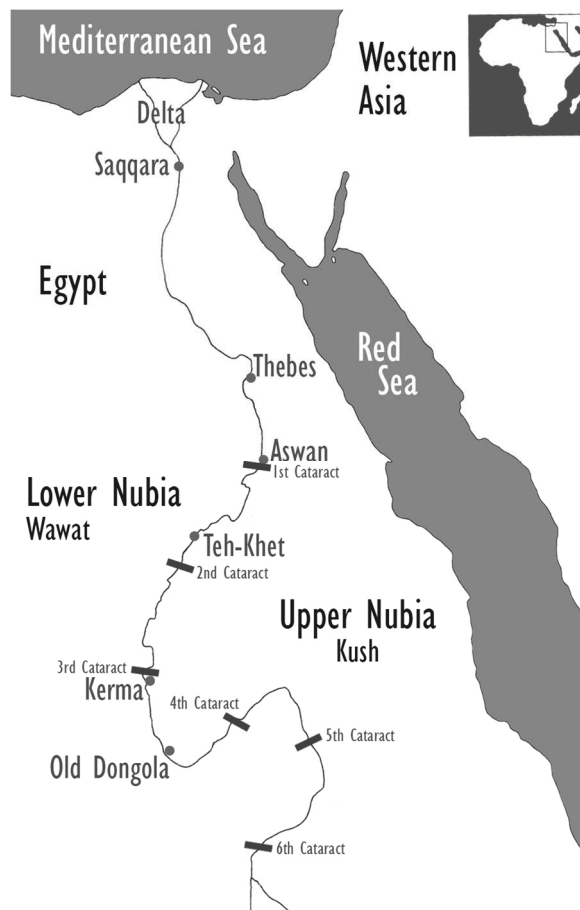 Mediterranean Sea
Western
Asia
Delta
Saqqara
Egypt
Thebes
Red
Sea
Aswan
1st Cataract
Lower Nubia
Wawat
Teh-Khet
2nd Cataract
Upper Nubia
Kush
3rd Cataract
Kerma
4th Cataract
5th Cataract
Old Dongola
6th Cataract